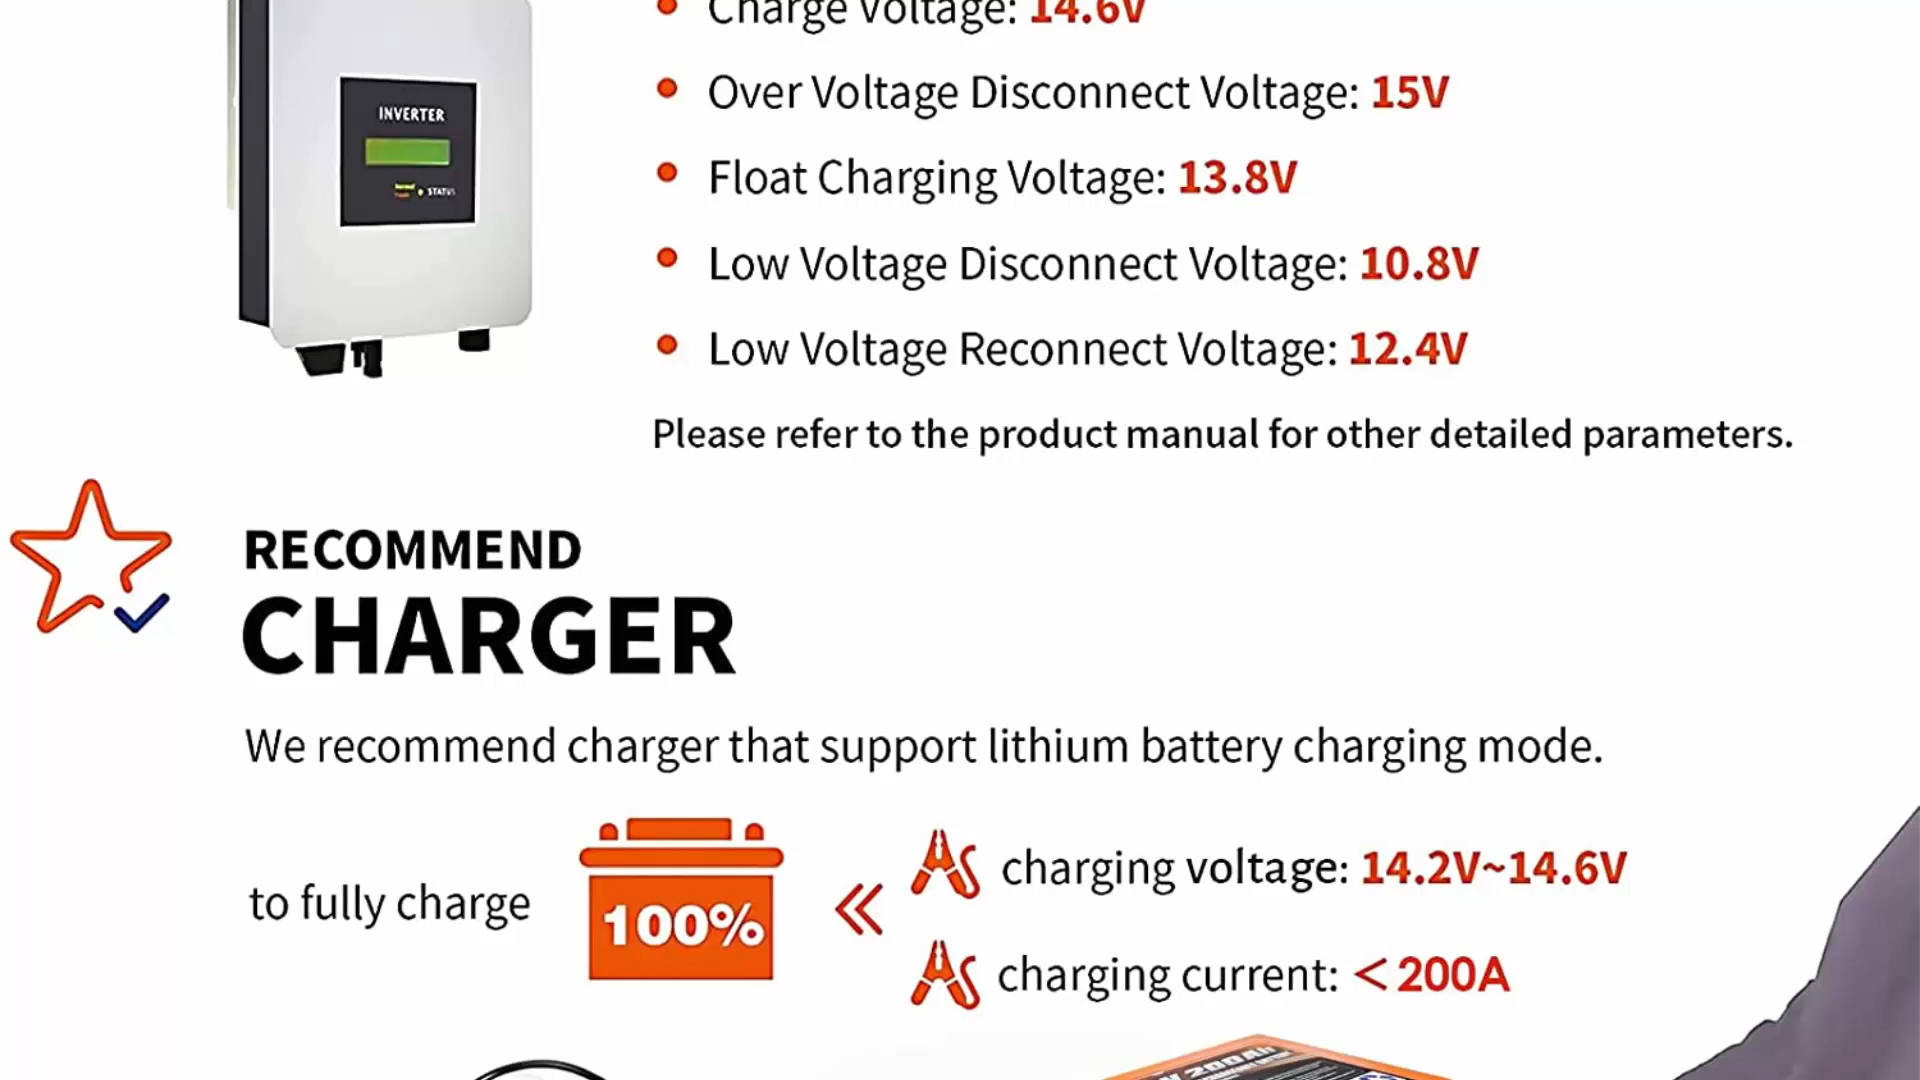 Charge Voltage: 14.6V
Over Voltage Disconnect Voltage: 15V
Float Charging Voltage: 13.8V
Low Voltage Disconnect Voltage: 10.8V
Low Voltage Reconnect Voltage: 12.4V
Please refer to the product manual for other detailed parameters.
INVERTER
STATUS
RECOMMEND
CHARGER
We recommend charger that support lithium battery charging mode.
to fully charge
100%
charging voltage: 14.2V~14.6V
charging current: <200A
200Ah